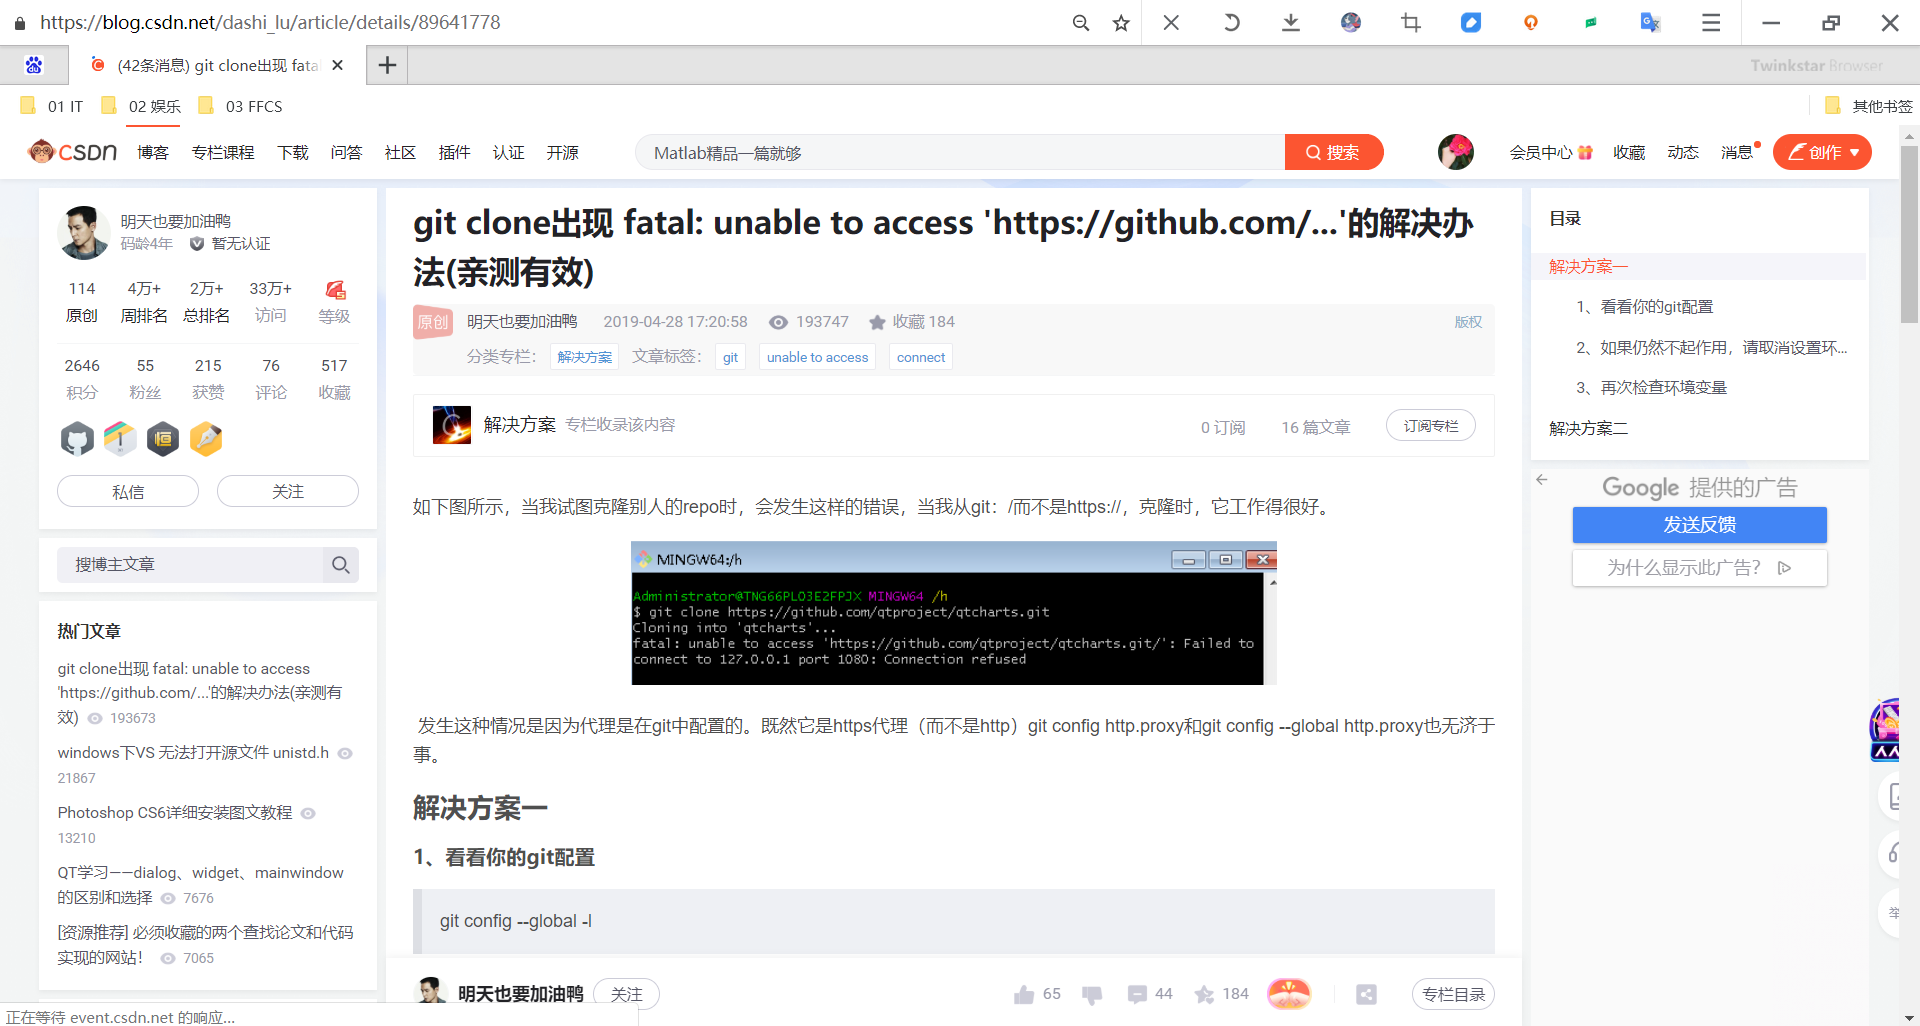 https://blog.csdn.net/dashi_lu/article/details/89641778
(42条消息) git clone出现 fata
Twinkstar Browser
01 IT
02 娱乐
03 FFCS
其他书签
CSDN
博客
专栏课程
下载
问答
社区
插件
认证
开源
Matlab精品一篇就够
搜索
会员中心
收藏
动态
消息
创作
明天也要加油鸭
码龄4年
暂无认证
114
4万+
2万+
33万+
原创
周排名
总排名
访问
等级
2646
55
215
76
517
积分
粉丝
获赞
评论
收藏
私信
关注
搜博主文章
热门文章
git clone出现 fatal: unable to access
'https://github.com/...'的解决办法(亲测有
效) 193673
windows下VS 无法打开源文件 unistd.h
21867
Photoshop CS6详细安装图文教程
13210
QT学习——dialog、widget、mainwindow
的区别和选择 7676
[资源推荐] 必须收藏的两个查找论文和代码
实现的网站! 7065
git clone出现 fatal: unable to access 'https://github.com/...'的解决办
法(亲测有效)
原创
明天也要加油鸭
2019-04-28 17:20:58
193747
收藏 184
版权
分类专栏:
解决方案
文章标签:
git
unable to access
connect
解决方案
专栏收录该内容
0 订阅
16 篇文章
订阅专栏
如下图所示，当我试图克隆别人的repo时，会发生这样的错误，当我从git：/而不是https://，克隆时，它工作得很好。
MINGW64:/h
Administrator@TNG66PLO3E2FPJX MINGW64 /h
$ git clone https://github.com/qtproject/qtcharts.git
Cloning into 'qtcharts'...
fatal: unable to access 'https://github.com/qtproject/qtcharts.git/': Failed to
connect to 127.0.0.1 port 1080: Connection refused
发生这种情况是因为代理是在git中配置的。既然它是https代理（而不是http）git config http.proxy和git config --global http.proxy也无济于
事。
解决方案一
1、看看你的git配置
git config --global -l
明天也要加油鸭
关注
65
44
184
专栏目录
目录
解决方案一
1、看看你的git配置
2、如果仍然不起作用，请取消设置环...
3、再次检查环境变量
解决方案二
Google 提供的广告
发送反馈
为什么显示此广告?
正在等待 event.csdn.net 的响应...